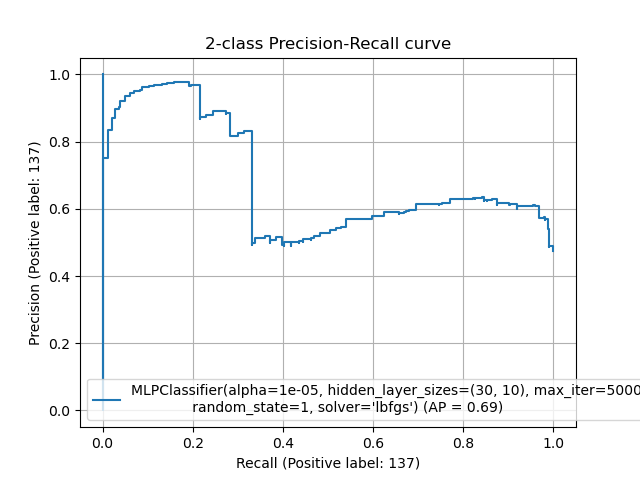 2-class Precision-Recall curve
1.0
0.8
0.6
0.4
0.2
0.0
Precision (Positive label: 137)
MLPClassifier(alpha=1e-05, hidden_layer_sizes=(30, 10), max_iter=5000
random_state=1, solver='lbfgs') (AP = 0.69)
0.0 0.2 0.4 0.6 0.8 1.0
Recall (Positive label: 137)